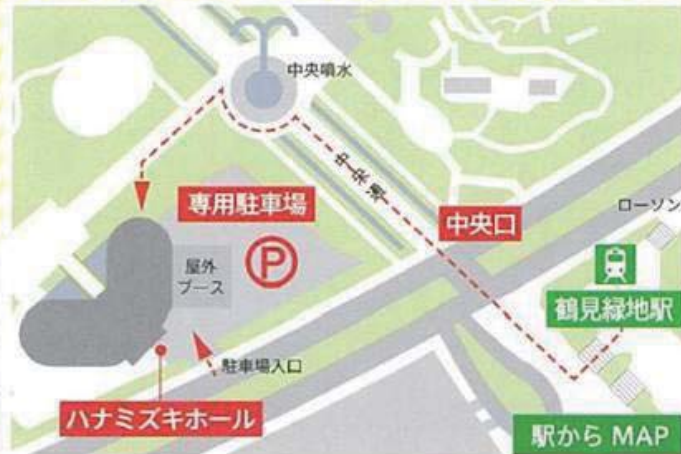 中央噴水
中央通
専用駐車場
中央口
ローソン
屋外
ブース
P
鶴見緑地駅
駐車場入口
ハナミズキホール
駅から MAP